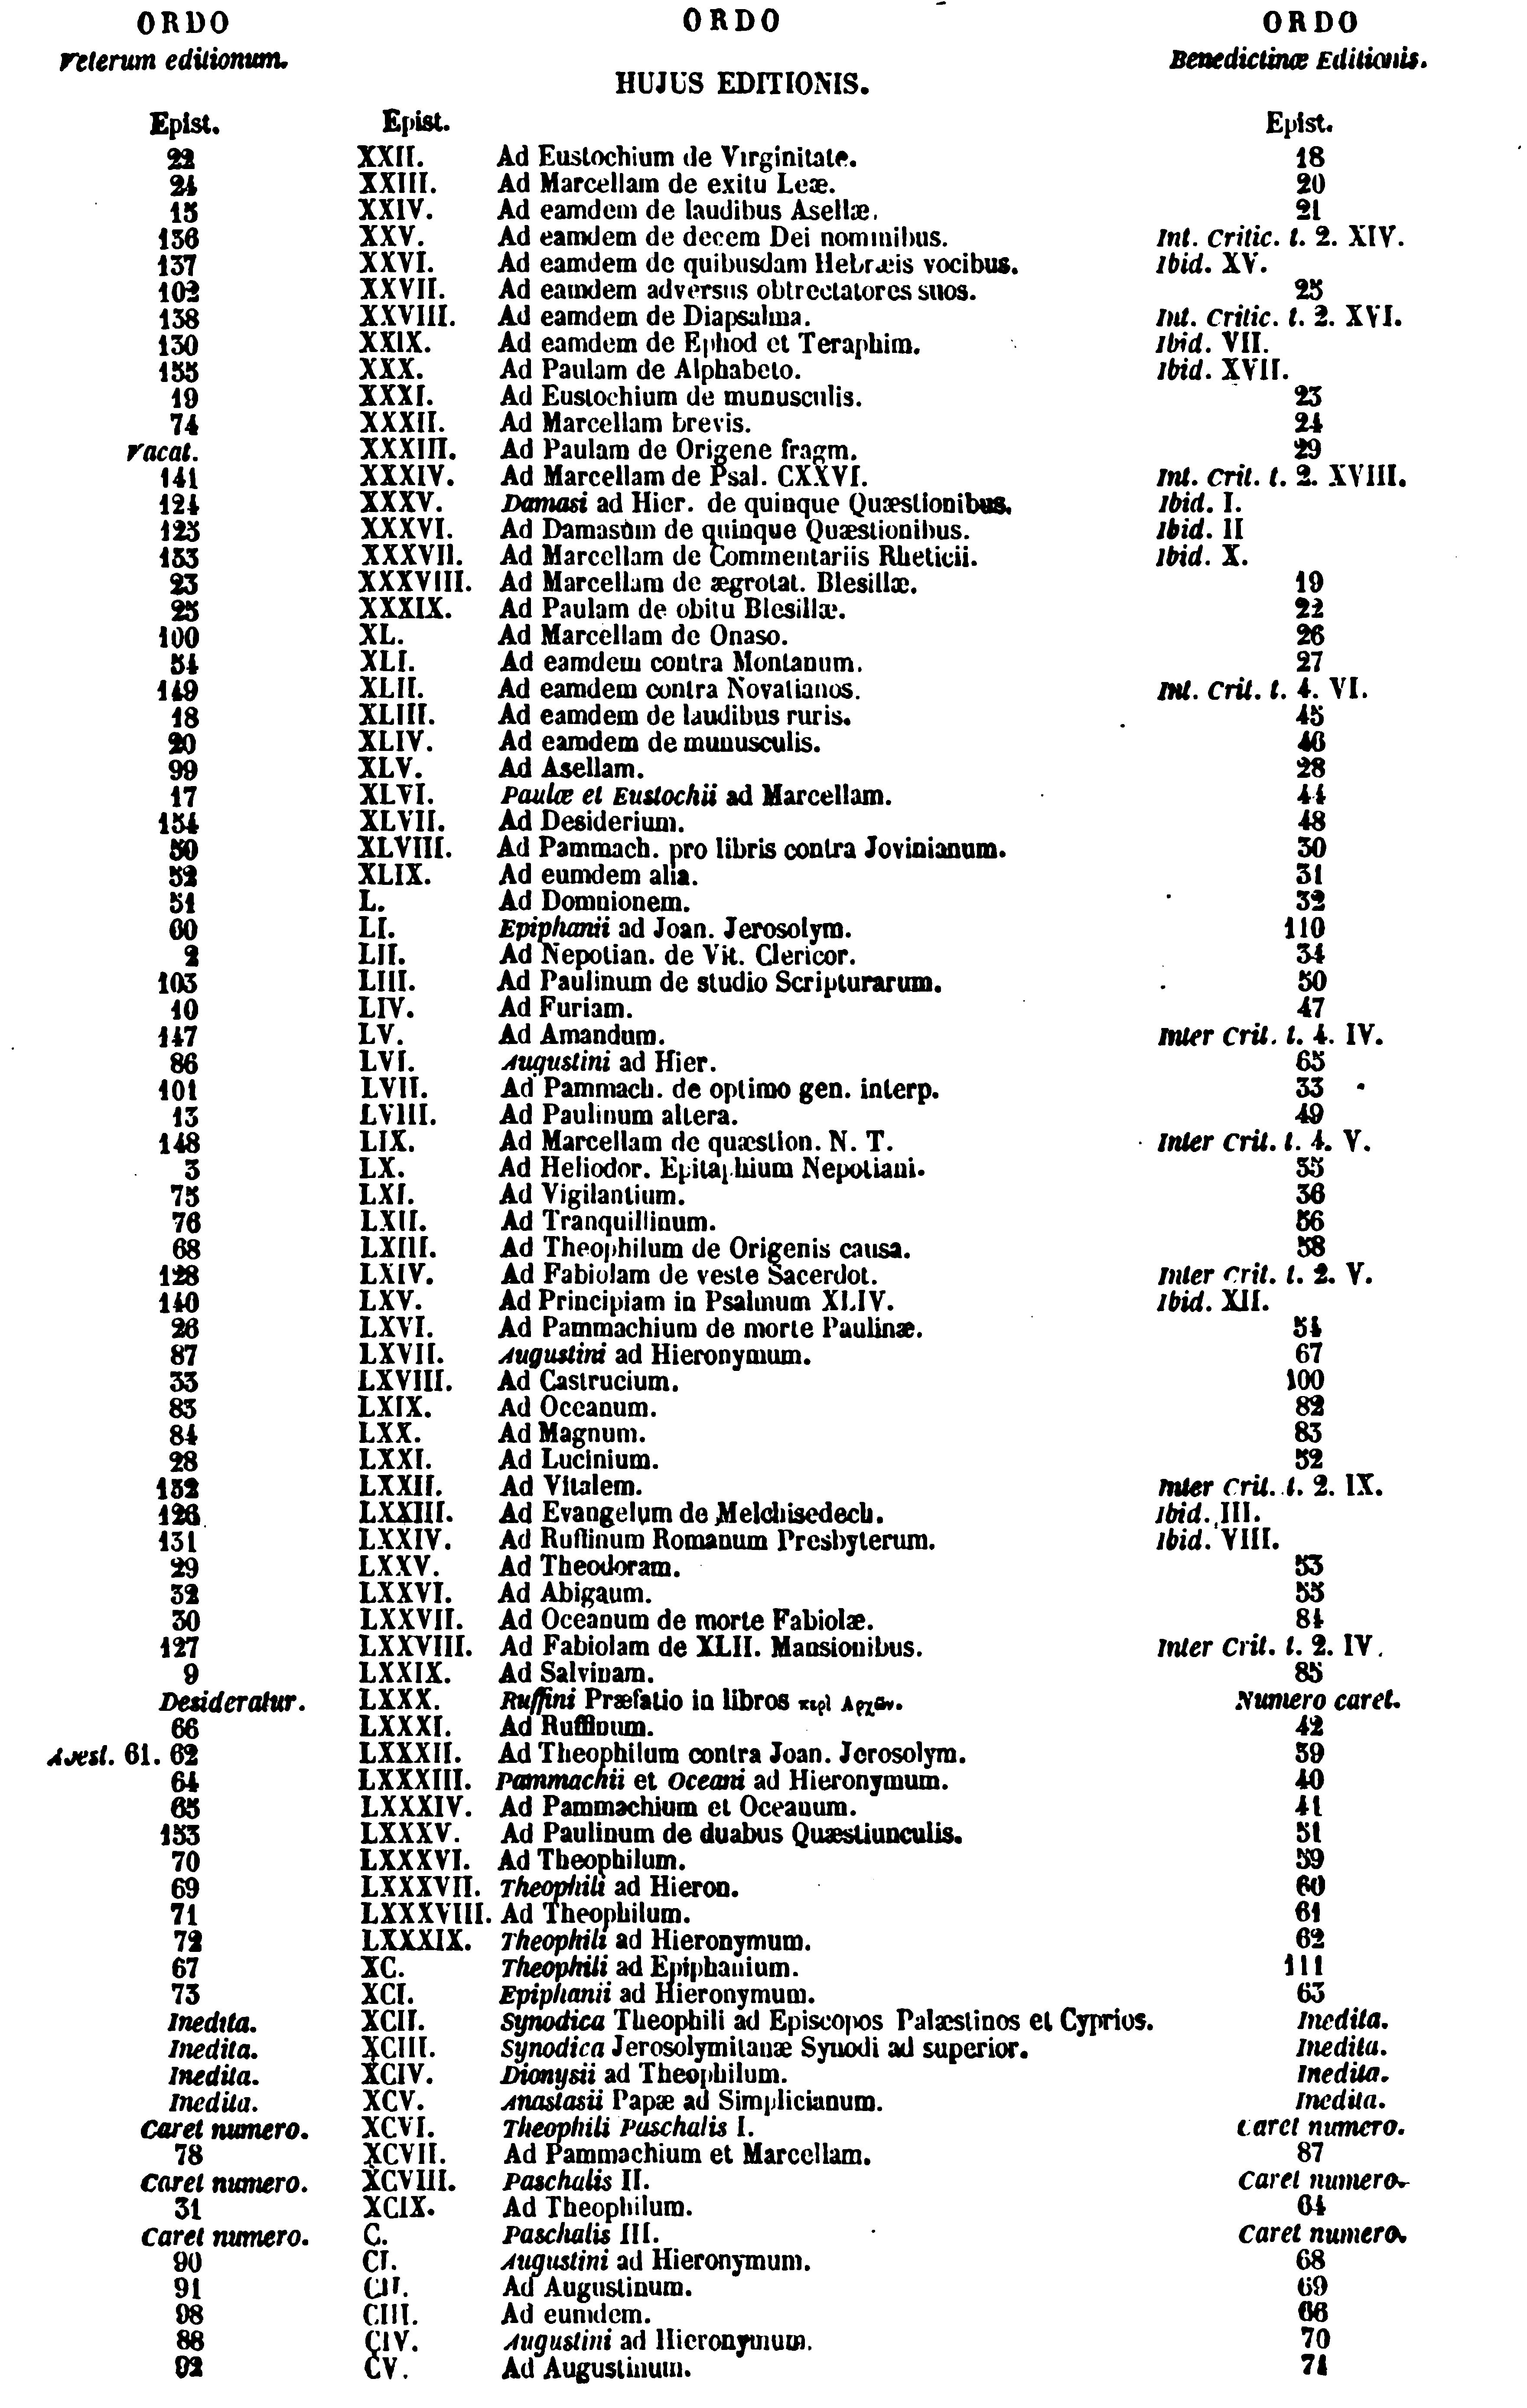 ORDO ORDO ORDO
Veterum editionum. Benedictinæ Editionis.
HUJUS EDITIONIS.
Epist. Epist. Epist.
22 XXII. Ad Eustochium de Virginitate. 18
24 XXIII. Ad Marcellam de exitu Leæ. 20
15 XXIV. Ad eamdem de laudibus Asellæ. 21
136 XXV. Ad eamdem de decem Dei nominibus. Int. Critic. t. 2. XIV.
137 XXVI. Ad eamdem de quibusdam Hebræis vocibus. Ibid. XV.
102 XXVII. Ad eamdem adversus obtrectatores suos. 25
138 XXVIII. Ad eamdem de Diapsalma. Int. Critic. t. 2. XVI.
130 XXIX. Ad eamdem de Ephod et Teraphim. Ibid. VII.
155 XXX. Ad Paulam de Alphabeto. Ibid. XVII.
19 XXXI. Ad Eustochium de munusculis. 23
74 XXXII. Ad Marcellam brevis. 24
Vacat. XXXIII. Ad Paulam de Origene fragm. 29
141 XXXIV. Ad Marcellam de Psal. CXXVI. Int. Crit. t. 2. XVIII.
124 XXXV. Damasi ad Hier. de quinque Quæstionibus. Ibid. I.
125 XXXVI. Ad Damasum de quinque Quæstionibus. Ibid. II
133 XXXVII. Ad Marcellam de Commentariis Rheticii. Ibid. X.
23 XXXVIII. Ad Marcellam de ægrotat. Blesillæ. 19
25 XXXIX. Ad Paulam de obitu Blesillæ. 22
100 XL. Ad Marcellam de Onaso. 26
54 XLI. Ad eamdem contra Montanum. 27
149 XLII. Ad eamdem contra Novatianos. Int. Crit. t. 4. VI.
18 XLIII. Ad eamdem de laudibus ruris. 45
20 XLIV. Ad eamdem de munusculis. 46
99 XLV. Ad Asellam. 28
17 XLVI. Paulæ et Eustochii ad Marcellam. 44
154 XLVII. Ad Desiderium. 48
50 XLVIII. Ad Pammach. pro libris contra Jovinianum. 30
52 XLIX. Ad eumdem alia. 31
51 L. Ad Domnionem. 32
60 LI. Epiphanii ad Joan. Jerosolym. 110
2 LII. Ad Nepotian. de Vit. Clericor. 34
103 LIII. Ad Paulinum de studio Scripturarum. 50
10 LIV. Ad Furiam. 47
147 LV. Ad Amandum. Inter Crit. t. 4. IV.
86 LVI. Augustini ad Hier. 65
101 LVII. Ad Pammach. de optimo gen. interp. 33
13 LVIII. Ad Paulinum altera. 49
148 LIX. Ad Marcellam de quæstion. N. T. Inter Crit. t. 4. V.
3 LX. Ad Heliodor. Epitaphium Nepotiani. 35
75 LXI. Ad Vigilantium. 36
76 LXII. Ad Tranquillinum. 56
68 LXIII. Ad Theophilum de Origenis causa. 58
128 LXIV. Ad Fabiolam de veste Sacerdot. Inter Crit. t. 2. V.
140 LXV. Ad Principiam in Psalmum XLIV. Ibid. XII.
26 LXVI. Ad Pammachium de morte Paulinæ. 54
87 LXVII. Augustini ad Hieronymum. 67
33 LXVIII. Ad Castrucium. 100
83 LXIX. Ad Oceanum. 82
84 LXX. Ad Magnum. 83
28 LXXI. Ad Lucinium. 52
132 LXXII. Ad Vitalem. Inter Crit. t. 2. IX.
126 LXXIII. Ad Evangelum de Melchisedech. Ibid. III.
131 LXXIV. Ad Ruffinum Romanum Presbyterum. Ibid. VIII.
29 LXXV. Ad Theodoram. 53
32 LXXVI. Ad Abigaum. 55
30 LXXVII. Ad Oceanum de morte Fabiolæ. 84
127 LXXVIII. Ad Fabiolam de XLII. Mansionibus. Inter Crit. t. 2. IV.
9 LXXIX. Ad Salvinam. 85
Desideratur. LXXX. Ruffini Præfatio in libros περὶ Ἀρχῶν. Numero caret.
66 LXXXI. Ad Ruffinum. 42
61. 62 LXXXII. Ad Theophilum contra Joan. Jerosolym. 39
64 LXXXIII. Pammachii et Oceani ad Hieronymum. 40
65 LXXXIV. Ad Pammachium et Oceanum. 41
153 LXXXV. Ad Paulinum de duabus Quæstiunculis. 51
70 LXXXVI. Ad Theophilum. 59
69 LXXXVII. Theophili ad Hieron. 60
71 LXXXVIII. Ad Theophilum. 61
72 LXXXIX. Theophili ad Hieronymum. 62
67 XC. Theophili ad Epiphanium. 111
73 XCI. Epiphanii ad Hieronymum. 63
Inedita. XCII. Synodica Theophili ad Episcopos Palæstinos et Cyprios. Inedita.
Inedita. XCIII. Synodica Jerosolymitanæ Synodi ad superior. Inedita.
Inedita. XCIV. Dionysii ad Theophilum. Inedita.
Inedita. XCV. Anastasii Papæ ad Simplicianum. Inedita.
Caret numero. XCVI. Theophili Paschalis I. Caret numero.
78 XCVII. Ad Pammachium et Marcellam. 87
Caret numero. XCVIII. Paschalis II. Caret numero.
31 XCIX. Ad Theophilum. 64
Caret numero. C. Paschalis III. Caret numero.
90 CI. Augustini ad Hieronymum. 68
91 CII. Ad Augustinum. 69
98 CIII. Ad eumdem. 66
88 CIV. Augustini ad Hieronymum. 70
92 CV. Ad Augustinum. 71